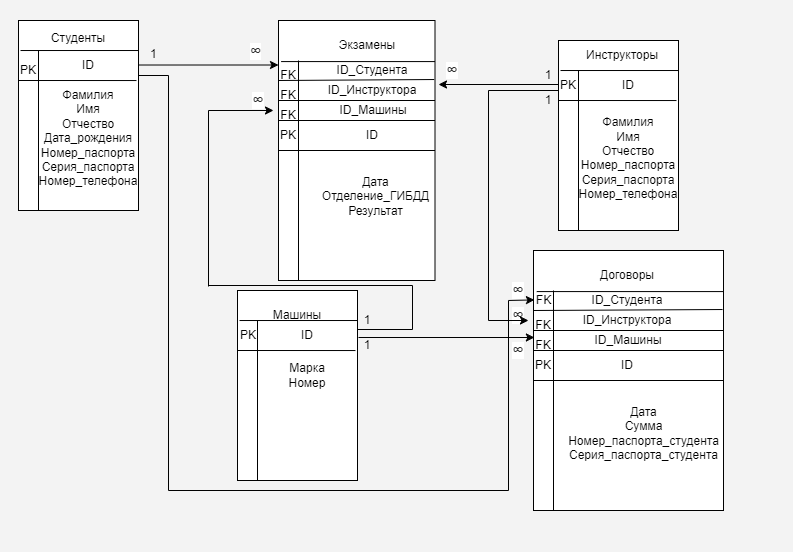 Студенты
PK
ID
Фамилия
Имя
Отчество
Дата_рождения
Номер_паспорта
Серия_паспорта
Номер_телефона
1
∞
∞
Экзамены
FK
ID_Студента
FK
ID_Инструктора
FK
ID_Машины
PK
ID
Дата
Отделение_ГИБДД
Результат
∞
1
1
Инструкторы
PK
ID
Фамилия
Имя
Отчество
Номер_паспорта
Серия_паспорта
Номер_телефона
Машины
PK
ID
Марка
Номер
1
1
∞
∞
∞
Договоры
FK
ID_Студента
FK
ID_Инструктора
FK
ID_Машины
PK
ID
Дата
Сумма
Номер_паспорта_студента
Серия_паспорта_студента